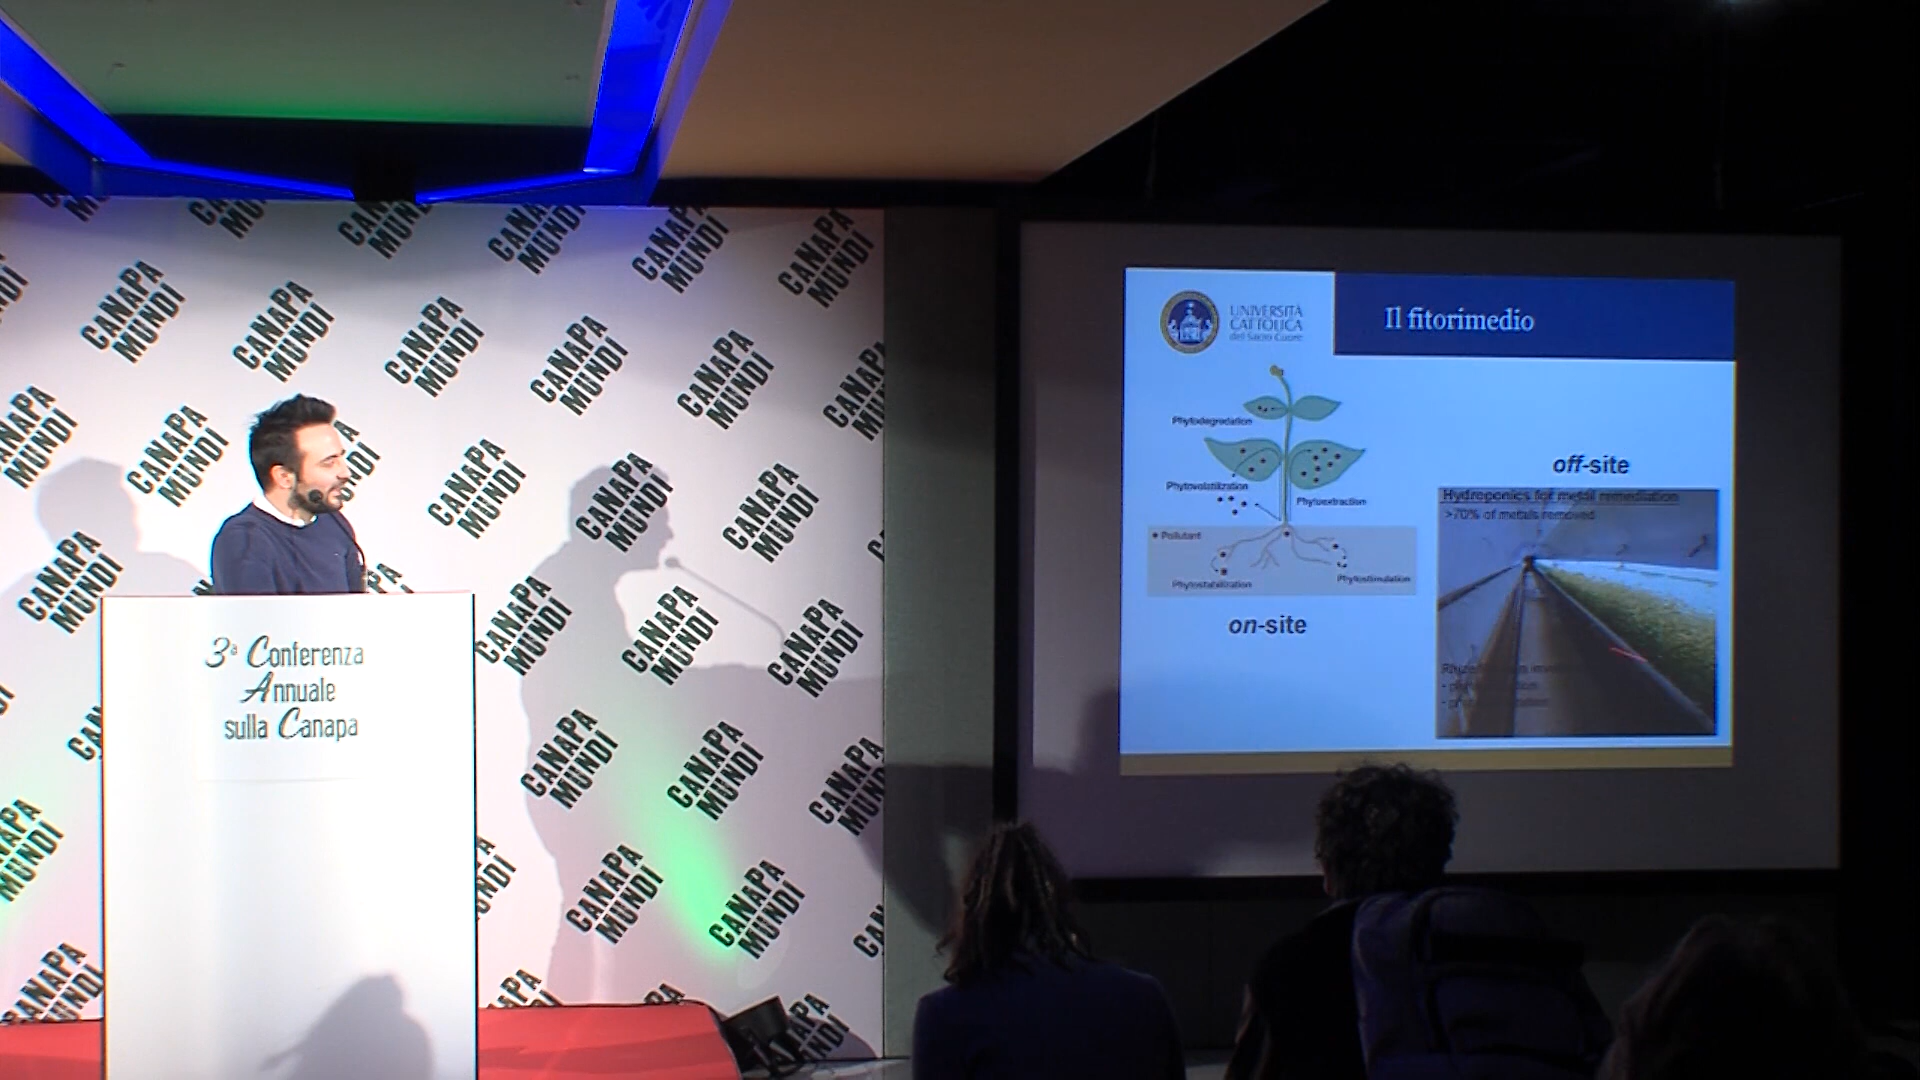 CANAPA
MUNDI
3ª Conferenza
Annuale
sulla Canapa
UNIVERSITÀ
CATTOLICA
del Sacro Cuore
Il fitorimedio
Phytodegradation
Phytovolatilization
Phytoextraction
Pollutant
Phytostabilization
Phytostimulation
on-site
off-site
Hydroponics for metal remediation
>70% of metals removed